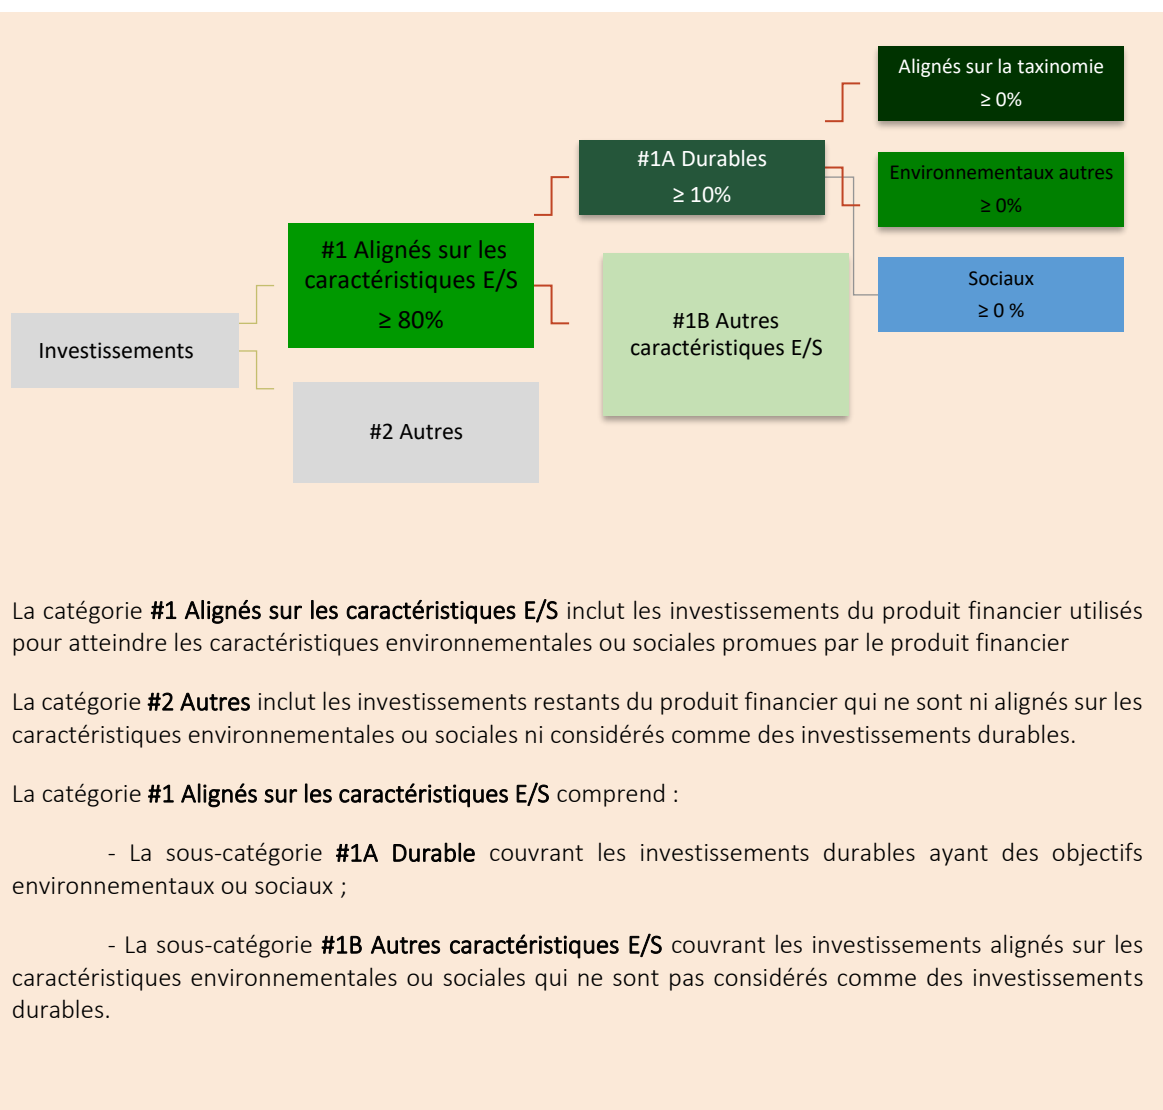 Alignés sur la taxinomie
≥ 0%
#1A Durables
≥ 10%
Environnementaux autres
≥ 0%
#1 Alignés sur les
caractéristiques E/S
≥ 80%
Sociaux
≥ 0 %
#1B Autres
caractéristiques E/S
Investissements
#2 Autres
La catégorie #1 Alignés sur les caractéristiques E/S inclut les investissements du produit financier utilisés
pour atteindre les caractéristiques environnementales ou sociales promues par le produit financier
La catégorie #2 Autres inclut les investissements restants du produit financier qui ne sont ni alignés sur les
caractéristiques environnementales ou sociales ni considérés comme des investissements durables.
La catégorie #1 Alignés sur les caractéristiques E/S comprend :
- La sous-catégorie #1A Durable couvrant les investissements durables ayant des objectifs
environnementaux ou sociaux ;
- La sous-catégorie #1B Autres caractéristiques E/S couvrant les investissements alignés sur les
caractéristiques environnementales ou sociales qui ne sont pas considérés comme des investissements
durables.